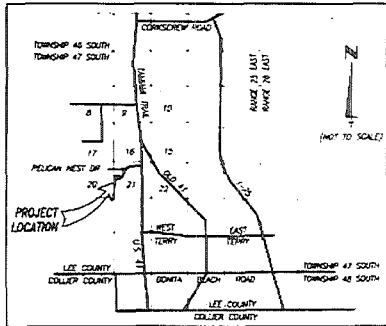 CORKSCREW ROAD
TOWNSHIP 46 SOUTH
TOWNSHIP 47 SOUTH
TAMIAMI TRAIL
RANGE 25 EAST
RANGE 26 EAST
(NOT TO SCALE)
8
9
10
17
16
15
PELICAN NEST DR
20
21
22
OLD 41
I-75
PROJECT
LOCATION
U.S. 41
WEST
TERRY
EAST
TERRY
LEE COUNTY
COLLIER COUNTY
BONITA BEACH ROAD
TOWNSHIP 47 SOUTH
TOWNSHIP 48 SOUTH
LEE COUNTY
COLLIER COUNTY